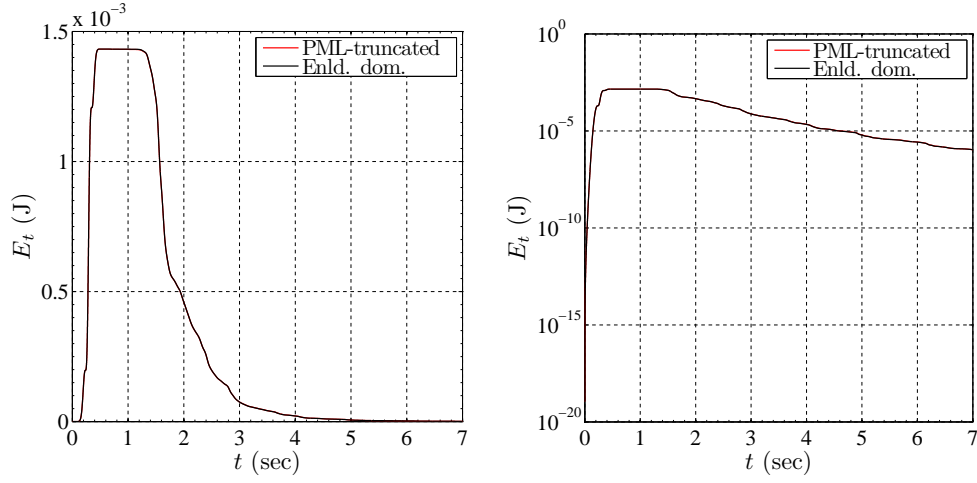 x 10⁻³
1.5
1
0.5
0
E_t (J)
PML-truncated
Enld. dom.
0 1 2 3 4 5 6 7
t (sec)
10⁰
10⁻⁵
10⁻¹⁰
10⁻¹⁵
10⁻²⁰
E_t (J)
PML-truncated
Enld. dom.
0 1 2 3 4 5 6 7
t (sec)